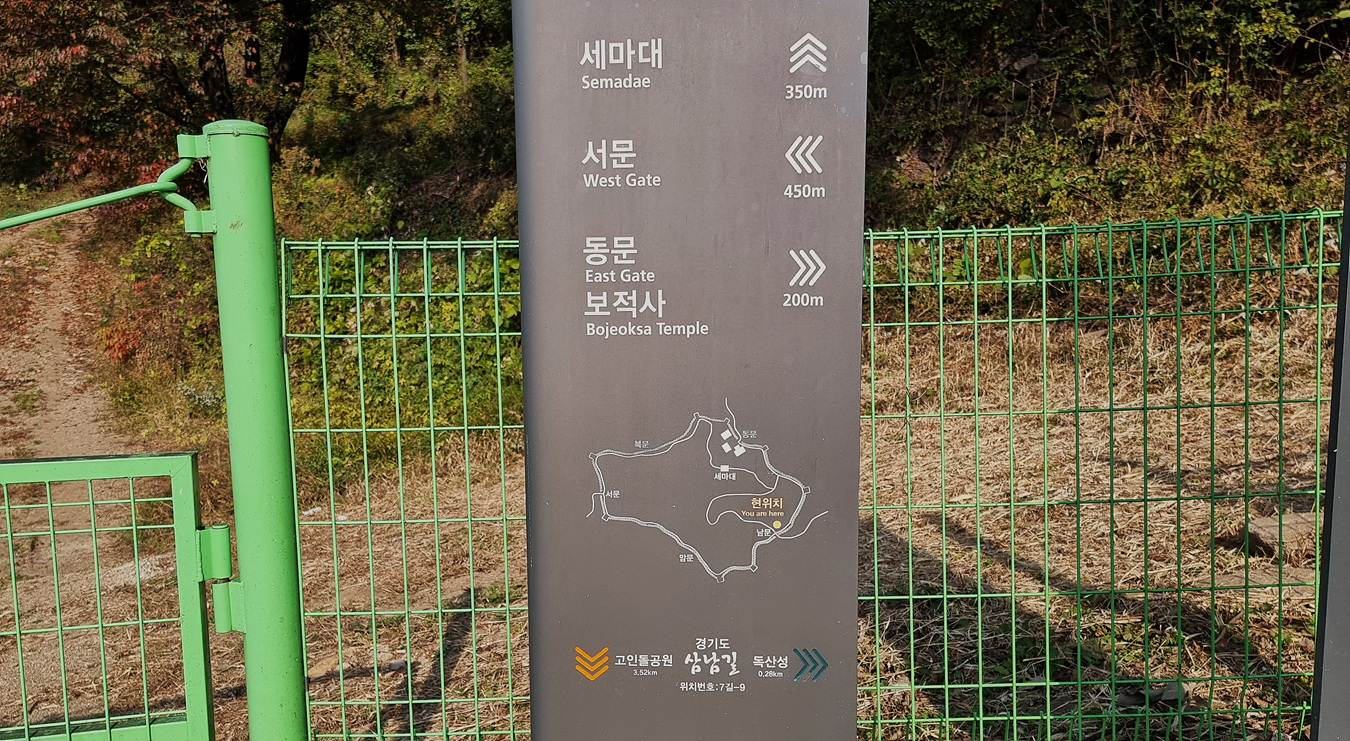 세마대
Semadae
350m
서문
West Gate
450m
동문
East Gate
보적사
Bojeoksa Temple
200m
북문
동문
세마대
서문
현위치
You are here
남문
암문
경기도
고인돌공원
3.52km
삼남길
독산성
0.28km
위치번호:7길-9